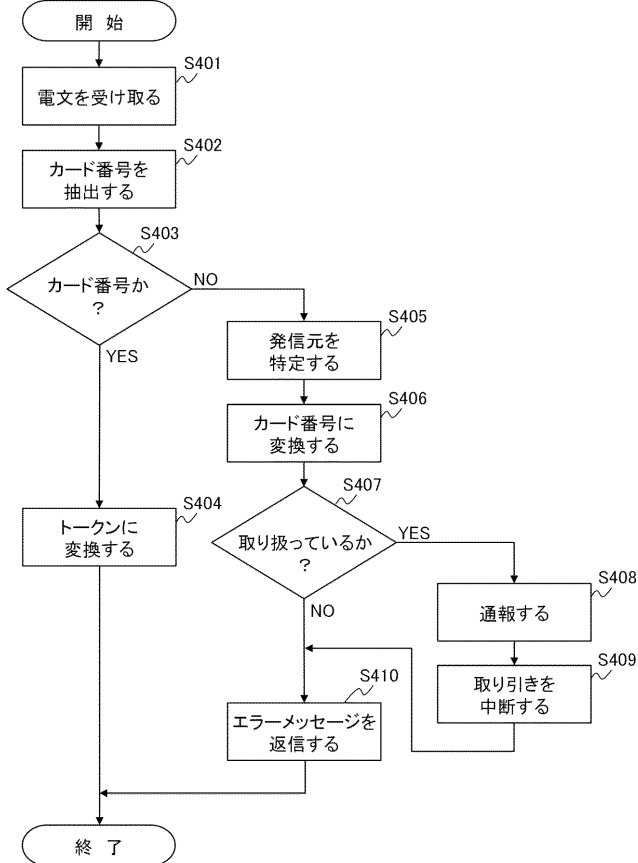 開 始
S401
電文を受け取る
S402
カード番号を
抽出する
S403
カード番号か
？
NO
YES
S405
発信元を
特定する
S406
カード番号に
変換する
S407
取り扱っているか
？
YES
NO
S404
トークンに
変換する
S408
通報する
S409
取り引きを
中断する
S410
エラーメッセージを
返信する
終 了